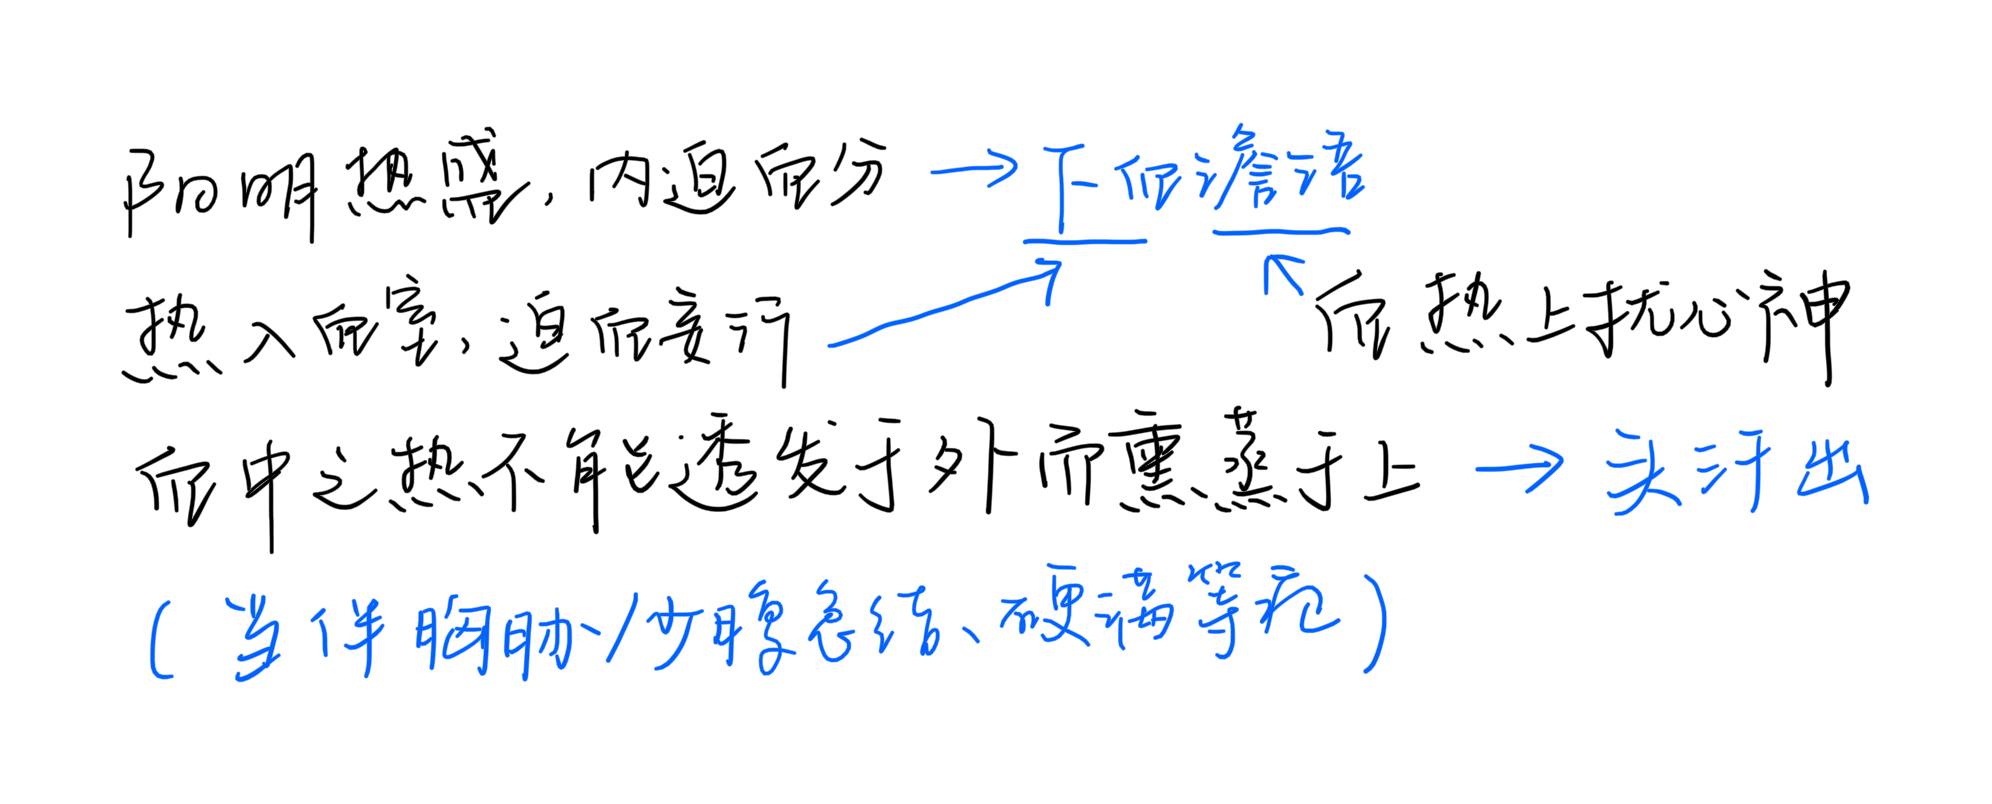 阳明热盛，内迫血分 → 下血谵语
热入血室，迫血妄行
血热上扰心神
血中之热不能透发于外而熏蒸于上 → 头汗出
（当伴胸胁/少腹急结、硬满等症）